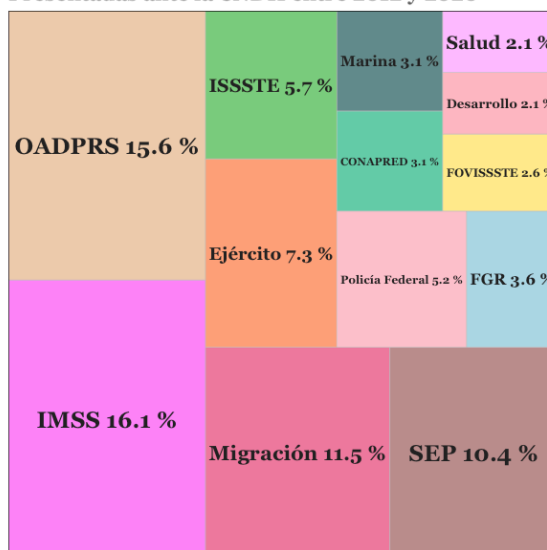 OADPRS 15.6 %
ISSSTE 5.7 %
Marina 3.1 %
Salud 2.1 %
Desarrollo 2.1 %
CONAPRED 3.1 %
FOVISSSTE 2.6 %
Ejército 7.3 %
Policía Federal 5.2 %
FGR 3.6 %
IMSS 16.1 %
Migración 11.5 %
SEP 10.4 %